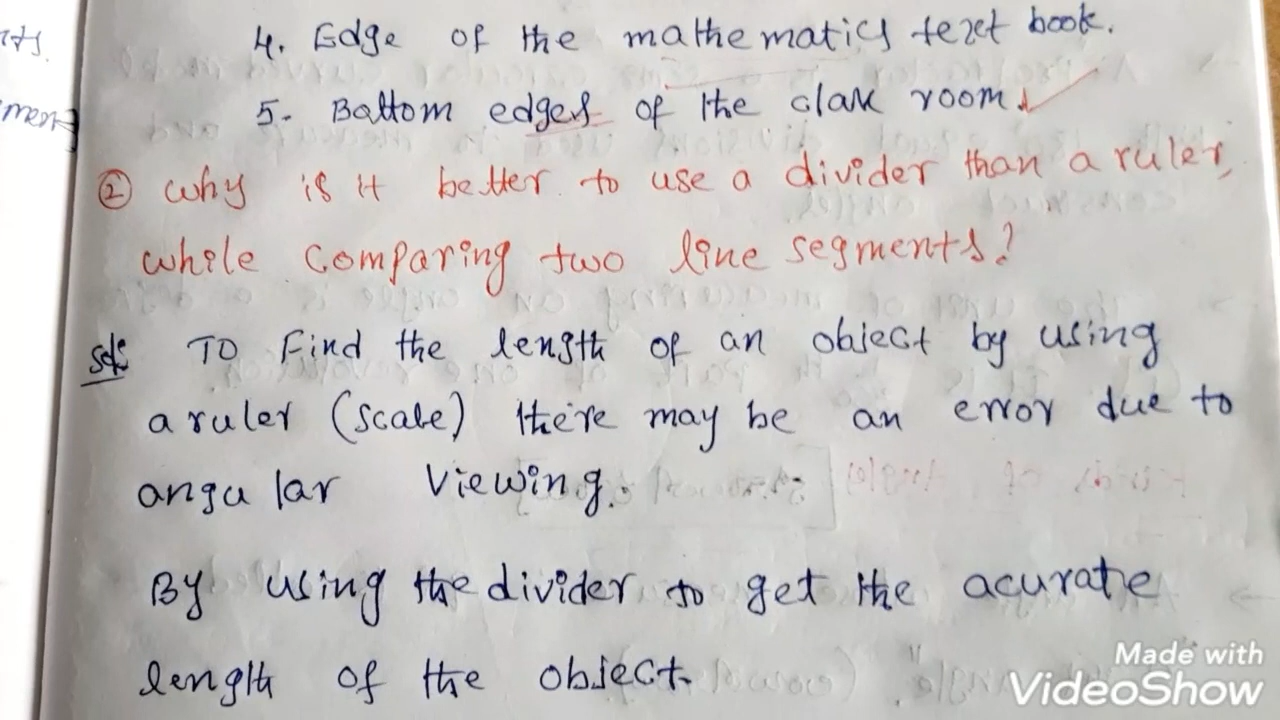 4. Edge of the mathematics text book.
5. Bottom edges of the class room.
② Why is it better to use a divider than a ruler,
while comparing two line segments?
Sol: To Find the length of an object by using
a ruler (scale) there may be an error due to
angular viewing.
By using the divider to get the acurate
length of the object.
Made with
VideoShow